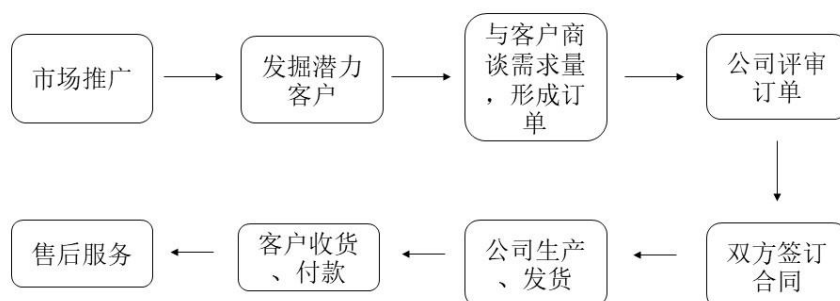 市场推广
发掘潜力
客户
与客户商
谈需求量
，形成订
单
公司评审
订单
双方签订
合同
公司生产
、发货
客户收货
、付款
售后服务